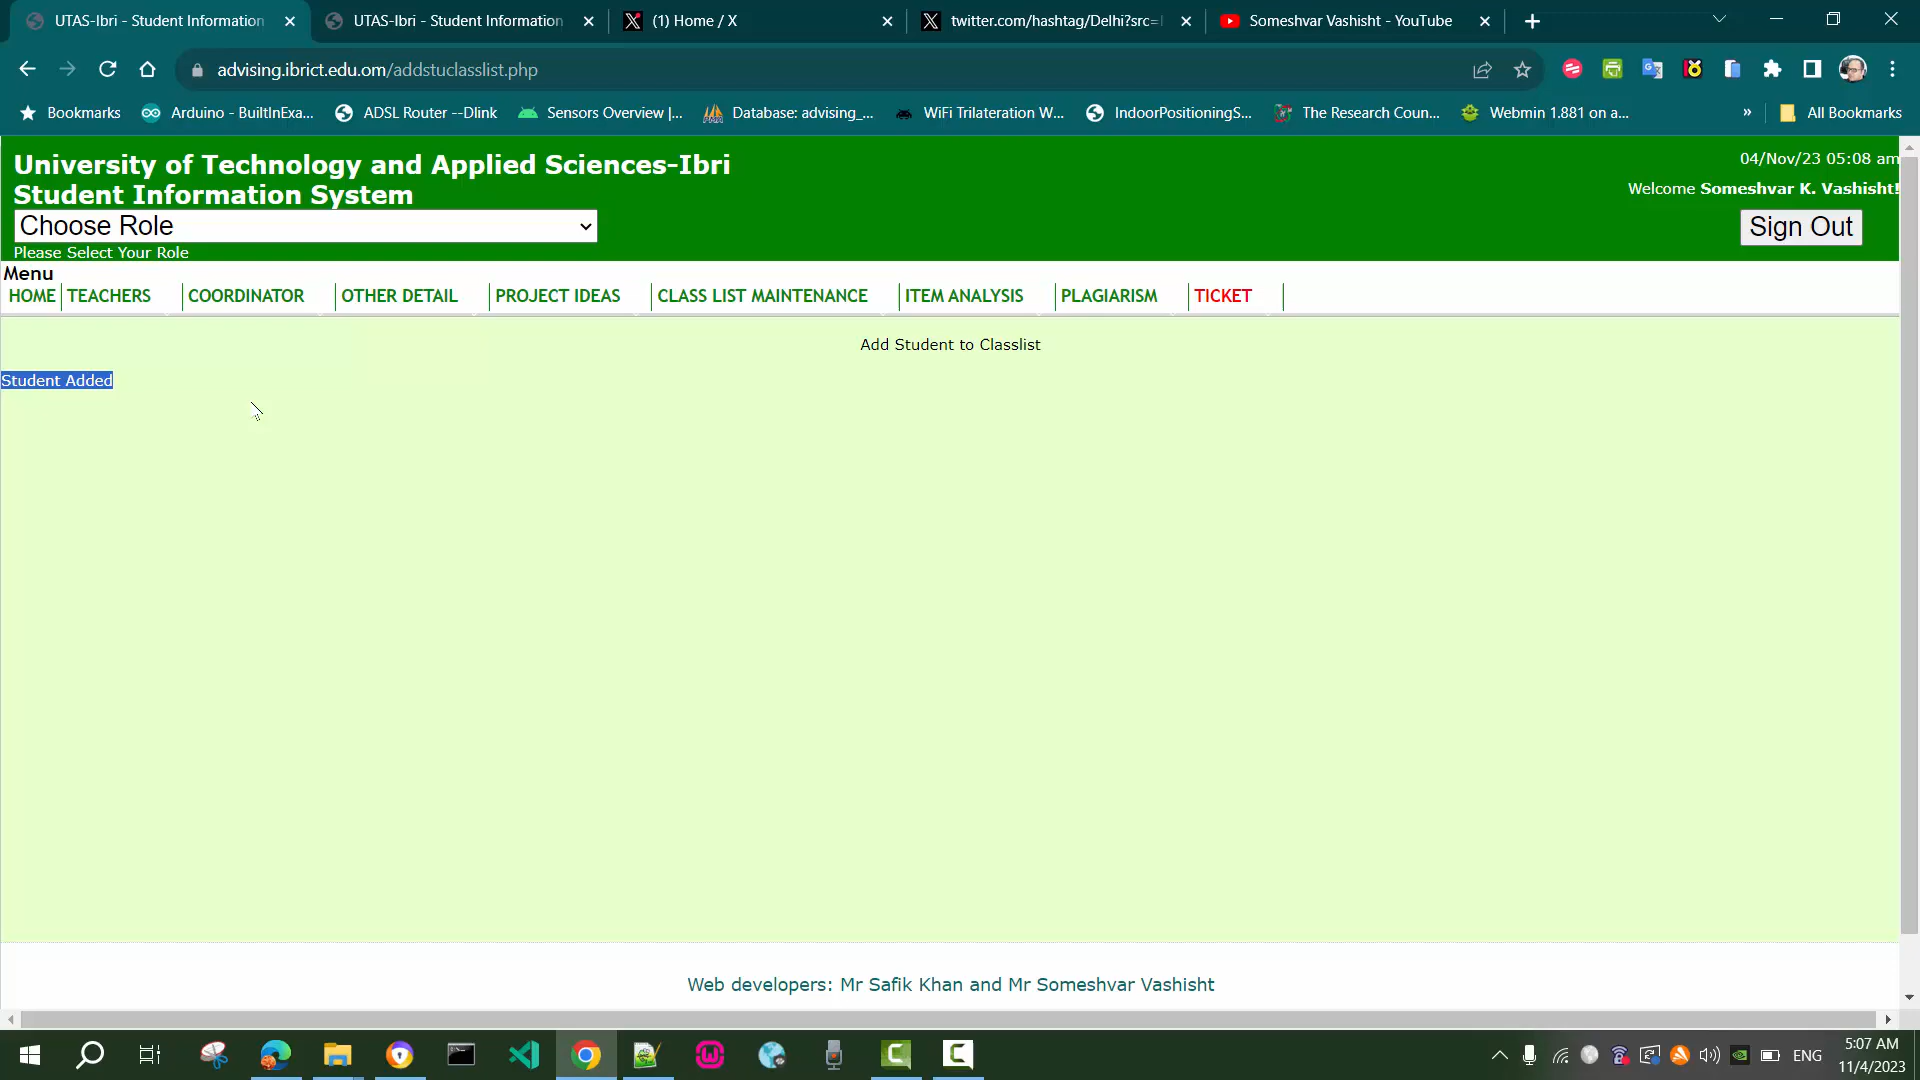 UTAS-Ibri - Student Information
UTAS-Ibri - Student Information
(1) Home / X
twitter.com/hashtag/Delhi?src=
Someshvar Vashisht - YouTube
advising.ibrict.edu.om/addstuclasslist.php
Bookmarks
Arduino - BuiltInExa...
ADSL Router --Dlink
Sensors Overview |...
Database: advising_...
WiFi Trilateration W...
IndoorPositioningS...
The Research Coun...
Webmin 1.881 on a...
»
All Bookmarks
University of Technology and Applied Sciences-Ibri
04/Nov/23 05:08 am
Student Information System
Welcome Someshvar K. Vashisht!
Choose Role
Sign Out
Please Select Your Role
Menu
HOME
TEACHERS
COORDINATOR
OTHER DETAIL
PROJECT IDEAS
CLASS LIST MAINTENANCE
ITEM ANALYSIS
PLAGIARISM
TICKET
Add Student to Classlist
Student Added
Web developers: Mr Safik Khan and Mr Someshvar Vashisht
ENG
5:07 AM
11/4/2023